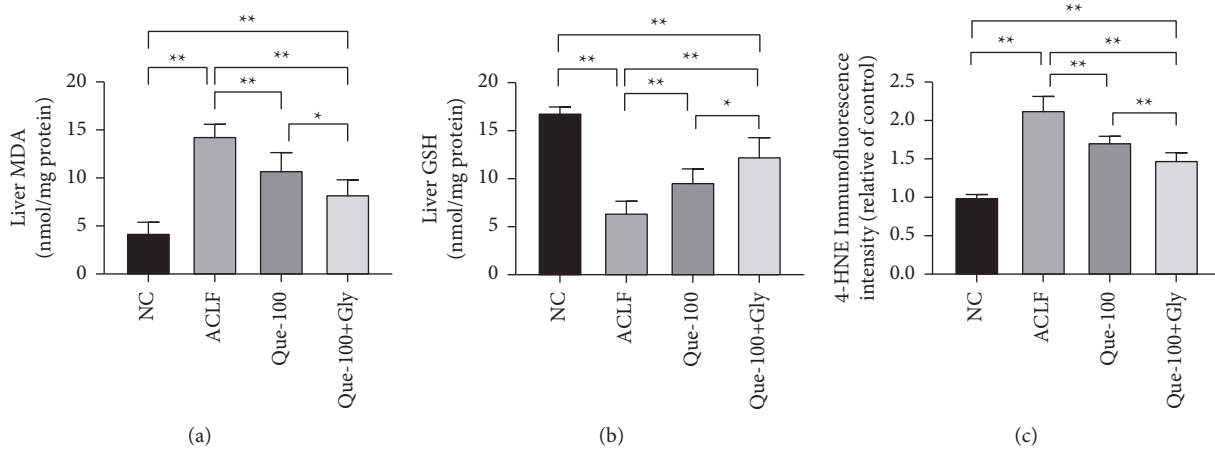 **
**
**
**
*
20
15
10
5
0
Liver MDA
(nmol/mg protein)
NC
ACLF
Que-100
Que-100+Gly
(a)
**
**
**
**
*
20
15
10
5
0
Liver GSH
(nmol/mg protein)
NC
ACLF
Que-100
Que-100+Gly
(b)
**
**
**
**
**
2.5
2.0
1.5
1.0
0.5
0.0
4-HNE Immunofluorescence
intensity (relative of control)
NC
ACLF
Que-100
Que-100+Gly
(c)